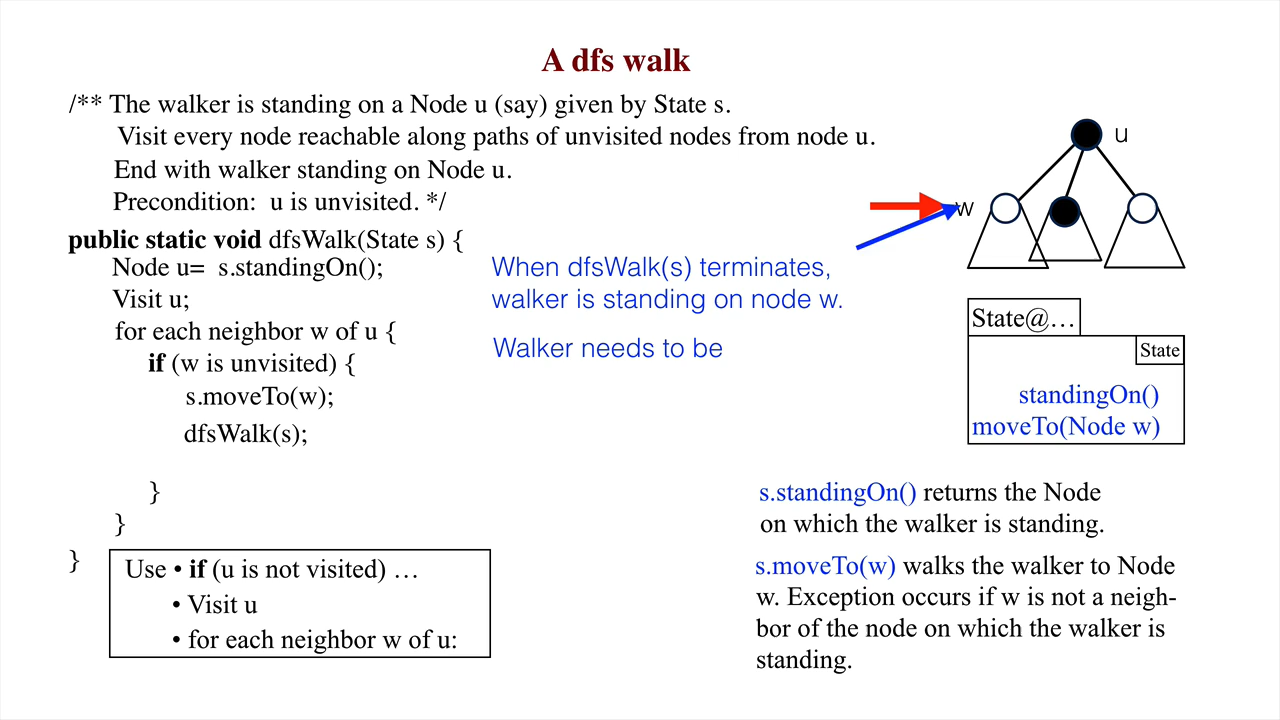 A dfs walk
/** The walker is standing on a Node u (say) given by State s.
Visit every node reachable along paths of unvisited nodes from node u.
End with walker standing on Node u.
Precondition: u is unvisited. */
public static void dfsWalk(State s) {
Node u= s.standingOn();
Visit u;
for each neighbor w of u {
if (w is unvisited) {
s.moveTo(w);
dfsWalk(s);
}
}
}
When dfsWalk(s) terminates,
walker is standing on node w.
Walker needs to be
Use • if (u is not visited) …
• Visit u
• for each neighbor w of u:
u
w
State@…
State
standingOn()
moveTo(Node w)
s.standingOn() returns the Node
on which the walker is standing.
s.moveTo(w) walks the walker to Node
w. Exception occurs if w is not a neigh-
bor of the node on which the walker is
standing.